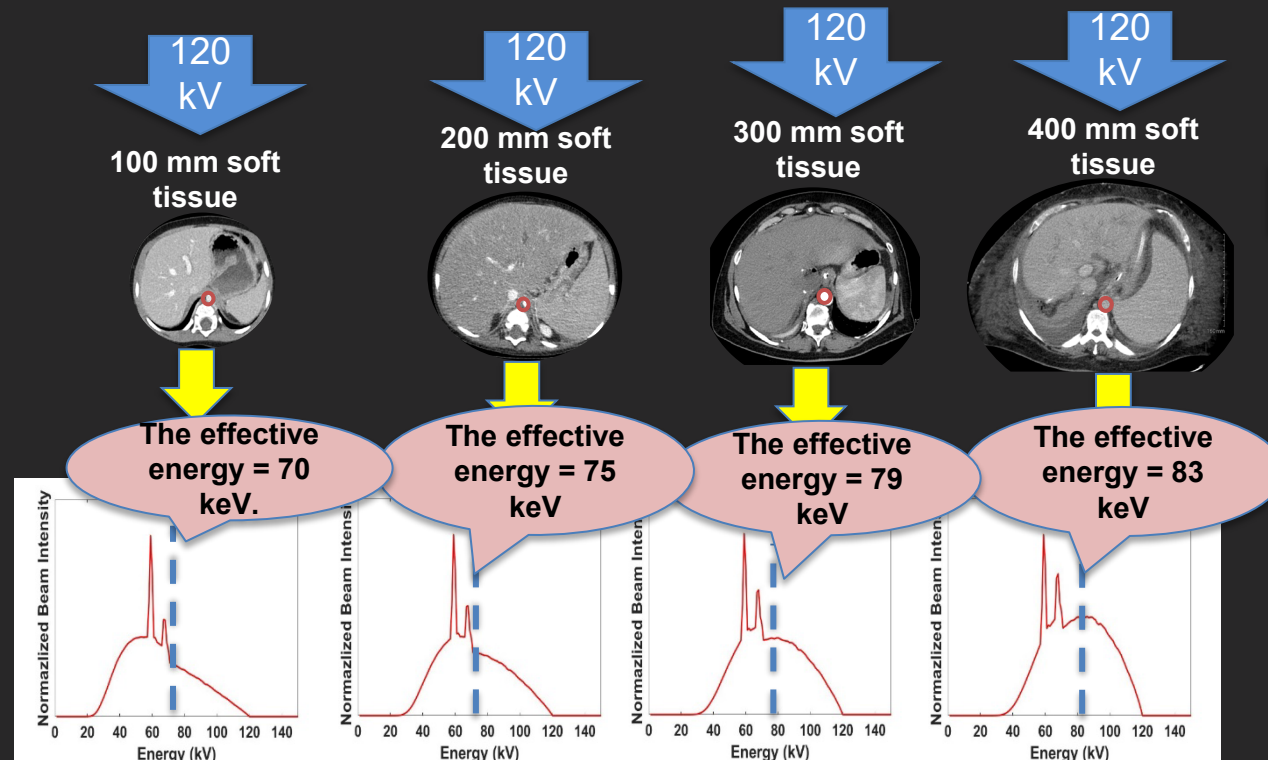 120
kV
120
kV
120
kV
120
kV
100 mm soft
tissue
200 mm soft
tissue
300 mm soft
tissue
400 mm soft
tissue
The effective
energy = 70
keV.
The effective
energy = 75
keV
The effective
energy = 79
keV
The effective
energy = 83
keV
Normazlized Beam Intensity
0 20 40 60 80 100 120 140
Energy (kV)
Normazlized Beam Intens
0 20 40 60 80 100 120 140
Energy (kV)
Normazlized Beam Intensi
0 20 40 60 80 100 120 140
Energy (kV)
Normazlized Beam Inten
0 20 40 60 80 100 120 140
Energy (kV)